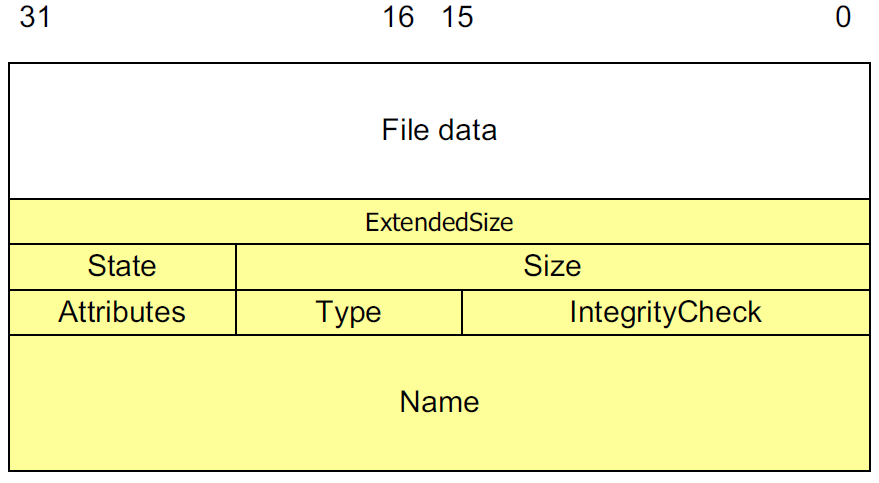 31 16 15 0
File data
ExtendedSize
State Size
Attributes Type IntegrityCheck
Name